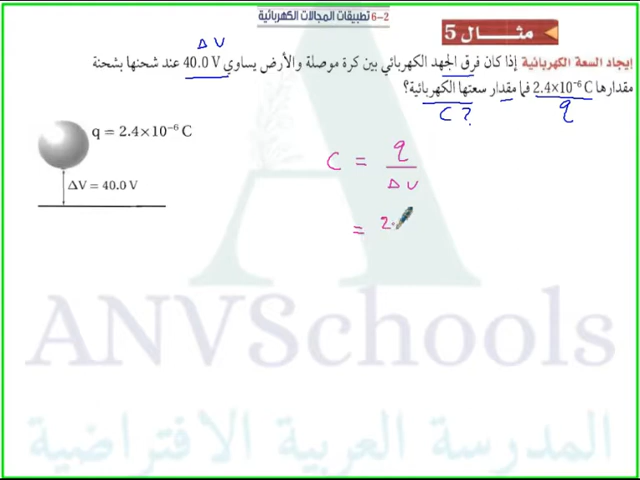 2-6 تطبيقات المجالات الكهربائية
مثــال 5
ΔV
إيجاد السعة الكهربائية إذا كان فرق الجهد الكهربائي بين كرة موصلة والأرض يساوي 40.0 V عند شحنها بشحنة
مقدارها 2.4×10⁻⁶ C فما مقدار سعتها الكهربائية؟
C ? q
q = 2.4×10⁻⁶ C
ΔV = 40.0 V
C = q
ΔV
= 2.
ANVSchools
المدرسة العربية الافتراضية